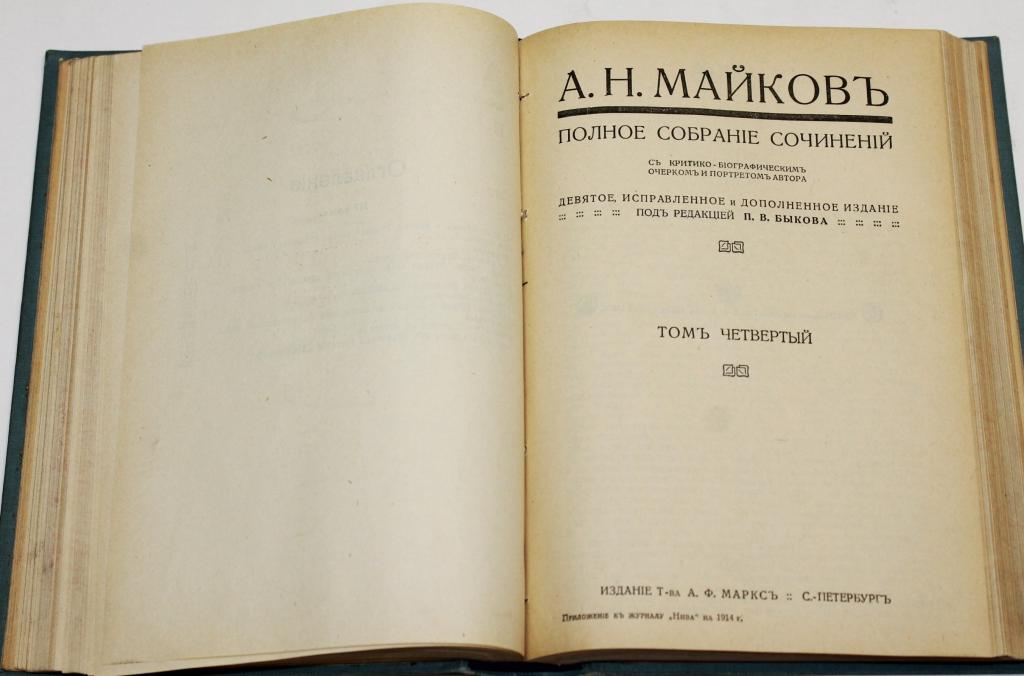 А. Н. МАЙКОВЪ
ПОЛНОЕ СОБРАНІЕ СОЧИНЕНІЙ
СЪ КРИТИКО-БІОГРАФИЧЕСКИМЪ
ОЧЕРКОМЪ И ПОРТРЕТОМЪ АВТОРА
ДЕВЯТОЕ, ИСПРАВЛЕННОЕ и ДОПОЛНЕННОЕ ИЗДАНІЕ
::: ::: ::: ::: ПОДЪ РЕДАКЦІЕЙ П. В. БЫКОВА ::: ::: ::: :::
ТОМЪ ЧЕТВЕРТЫЙ
ИЗДАНІЕ Т-ва А. Ф. МАРКСЪ :: С.-ПЕТЕРБУРГЪ
Приложеніе къ журналу „Нива" на 1914 г.